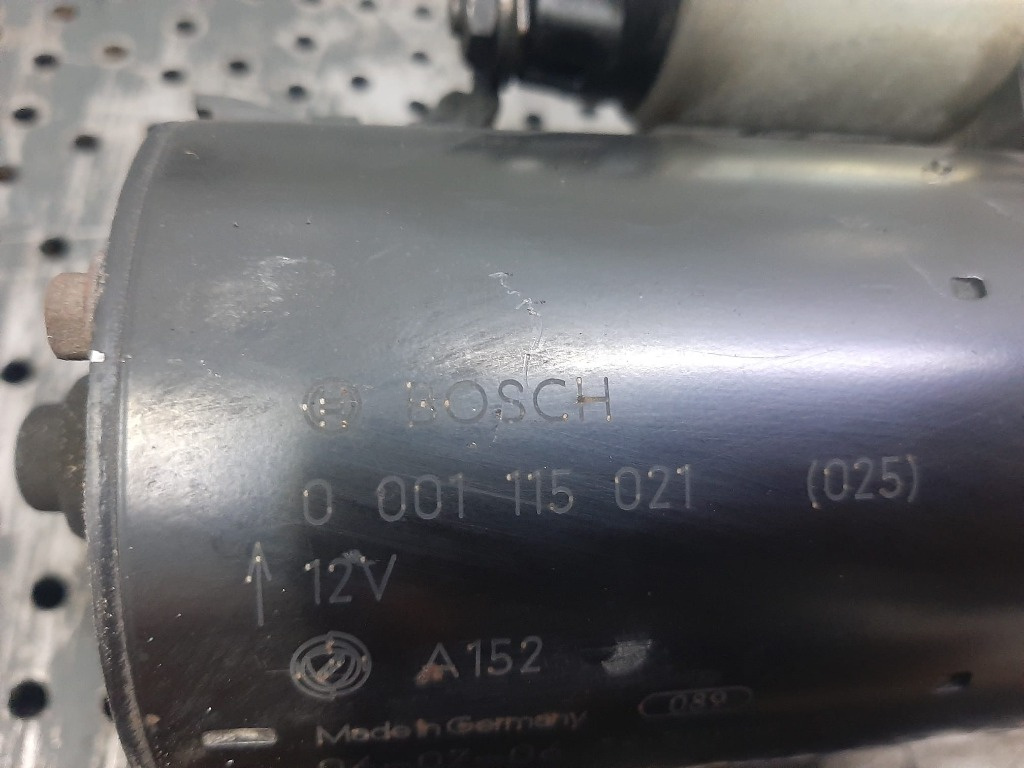 BOSCH
0 001 115 021 (025)
12V
A152
Made in Germany 089